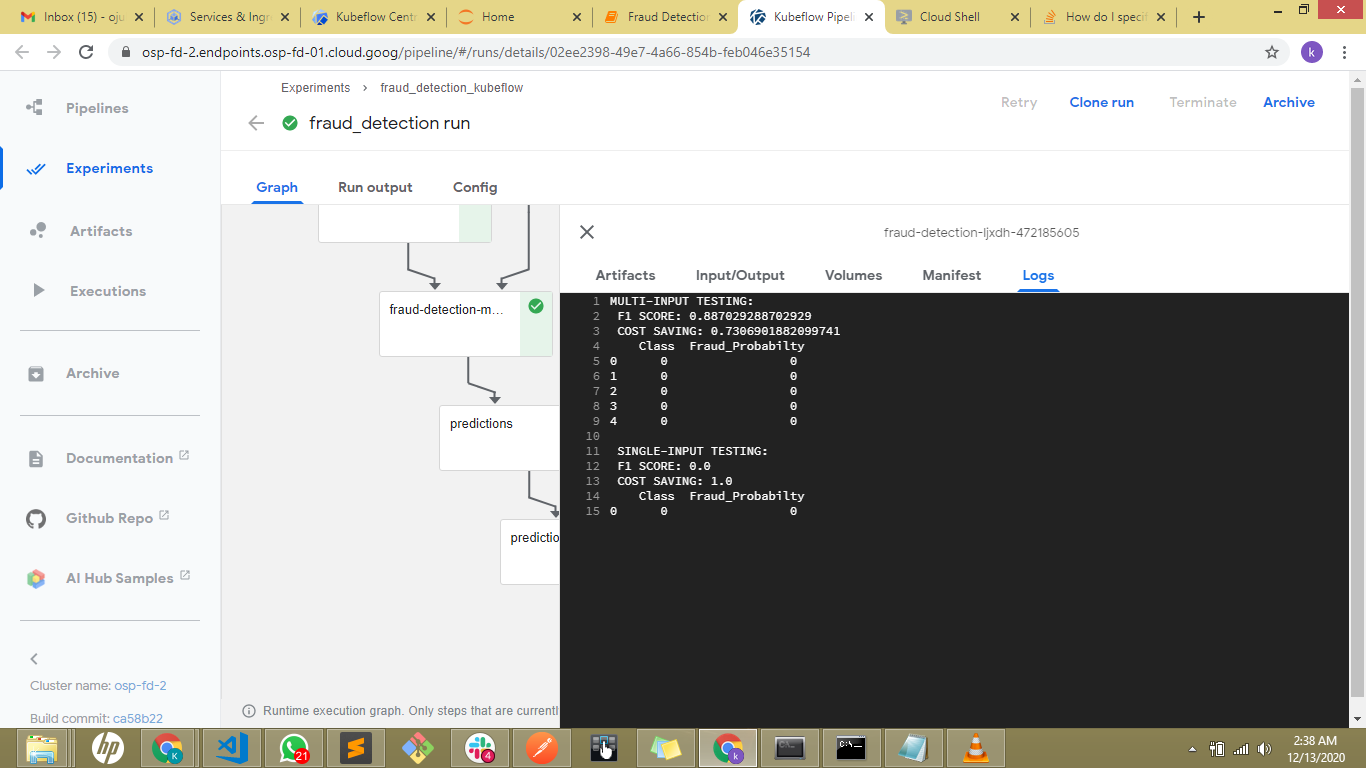 Inbox (15) - oju
Services & Ingr
Kubeflow Centr
Home
Fraud Detection
Kubeflow Pipeli
Cloud Shell
How do I specif
osp-fd-2.endpoints.osp-fd-01.cloud.goog/pipeline/#/runs/details/02ee2398-49e7-4a66-854b-feb046e35154
k
Pipelines
Experiments
Artifacts
Executions
Archive
Documentation
Github Repo
AI Hub Samples
Cluster name: osp-fd-2
Build commit: ca58b22
Experiments › fraud_detection_kubeflow
fraud_detection run
Retry
Clone run
Terminate
Archive
Graph
Run output
Config
fraud-detection-m...
predictions
predictio
Runtime execution graph. Only steps that are currentl
fraud-detection-ljxdh-472185605
Artifacts
Input/Output
Volumes
Manifest
Logs
1 MULTI-INPUT TESTING:
2 F1 SCORE: 0.887029288702929
3 COST SAVING: 0.7306901882099741
4 Class Fraud_Probabilty
5 0 0 0
6 1 0 0
7 2 0 0
8 3 0 0
9 4 0 0
10
11 SINGLE-INPUT TESTING:
12 F1 SCORE: 0.0
13 COST SAVING: 1.0
14 Class Fraud_Probabilty
15 0 0 0
hp
K
21
4
k
C:\.
2:38 AM
12/13/2020